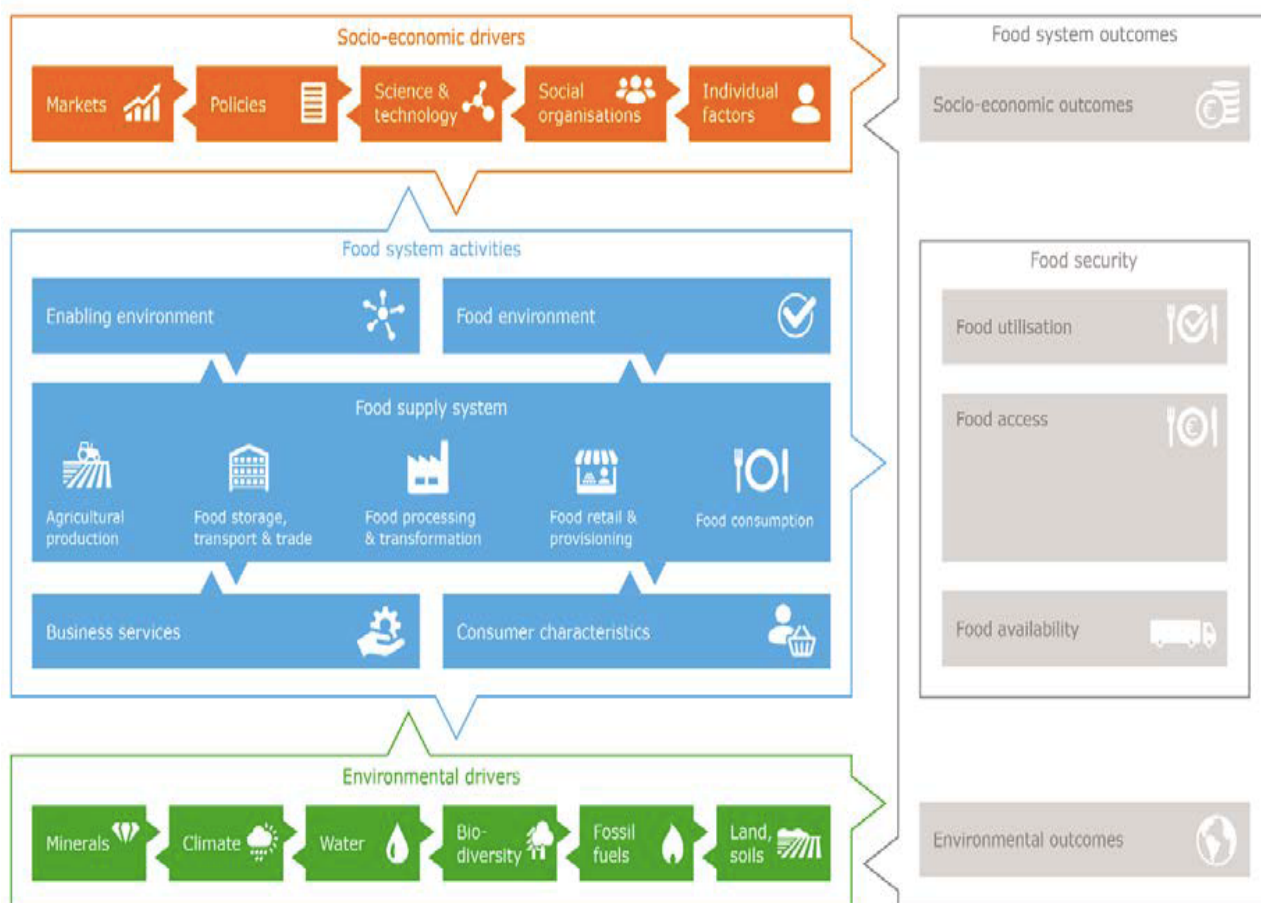 Socio-economic drivers
Markets
Policies
Science &
technology
Social
organisations
Individual
factors
Food system activities
Enabling environment
Food environment
Food supply system
Agricultural
production
Food storage,
transport & trade
Food processing
& transformation
Food retail &
provisioning
Food consumption
Business services
Consumer characteristics
Environmental drivers
Minerals
Climate
Water
Bio-
diversity
Fossil
fuels
Land,
soils
Food system outcomes
Socio-economic outcomes
Food security
Food utilisation
Food access
Food availability
Environmental outcomes